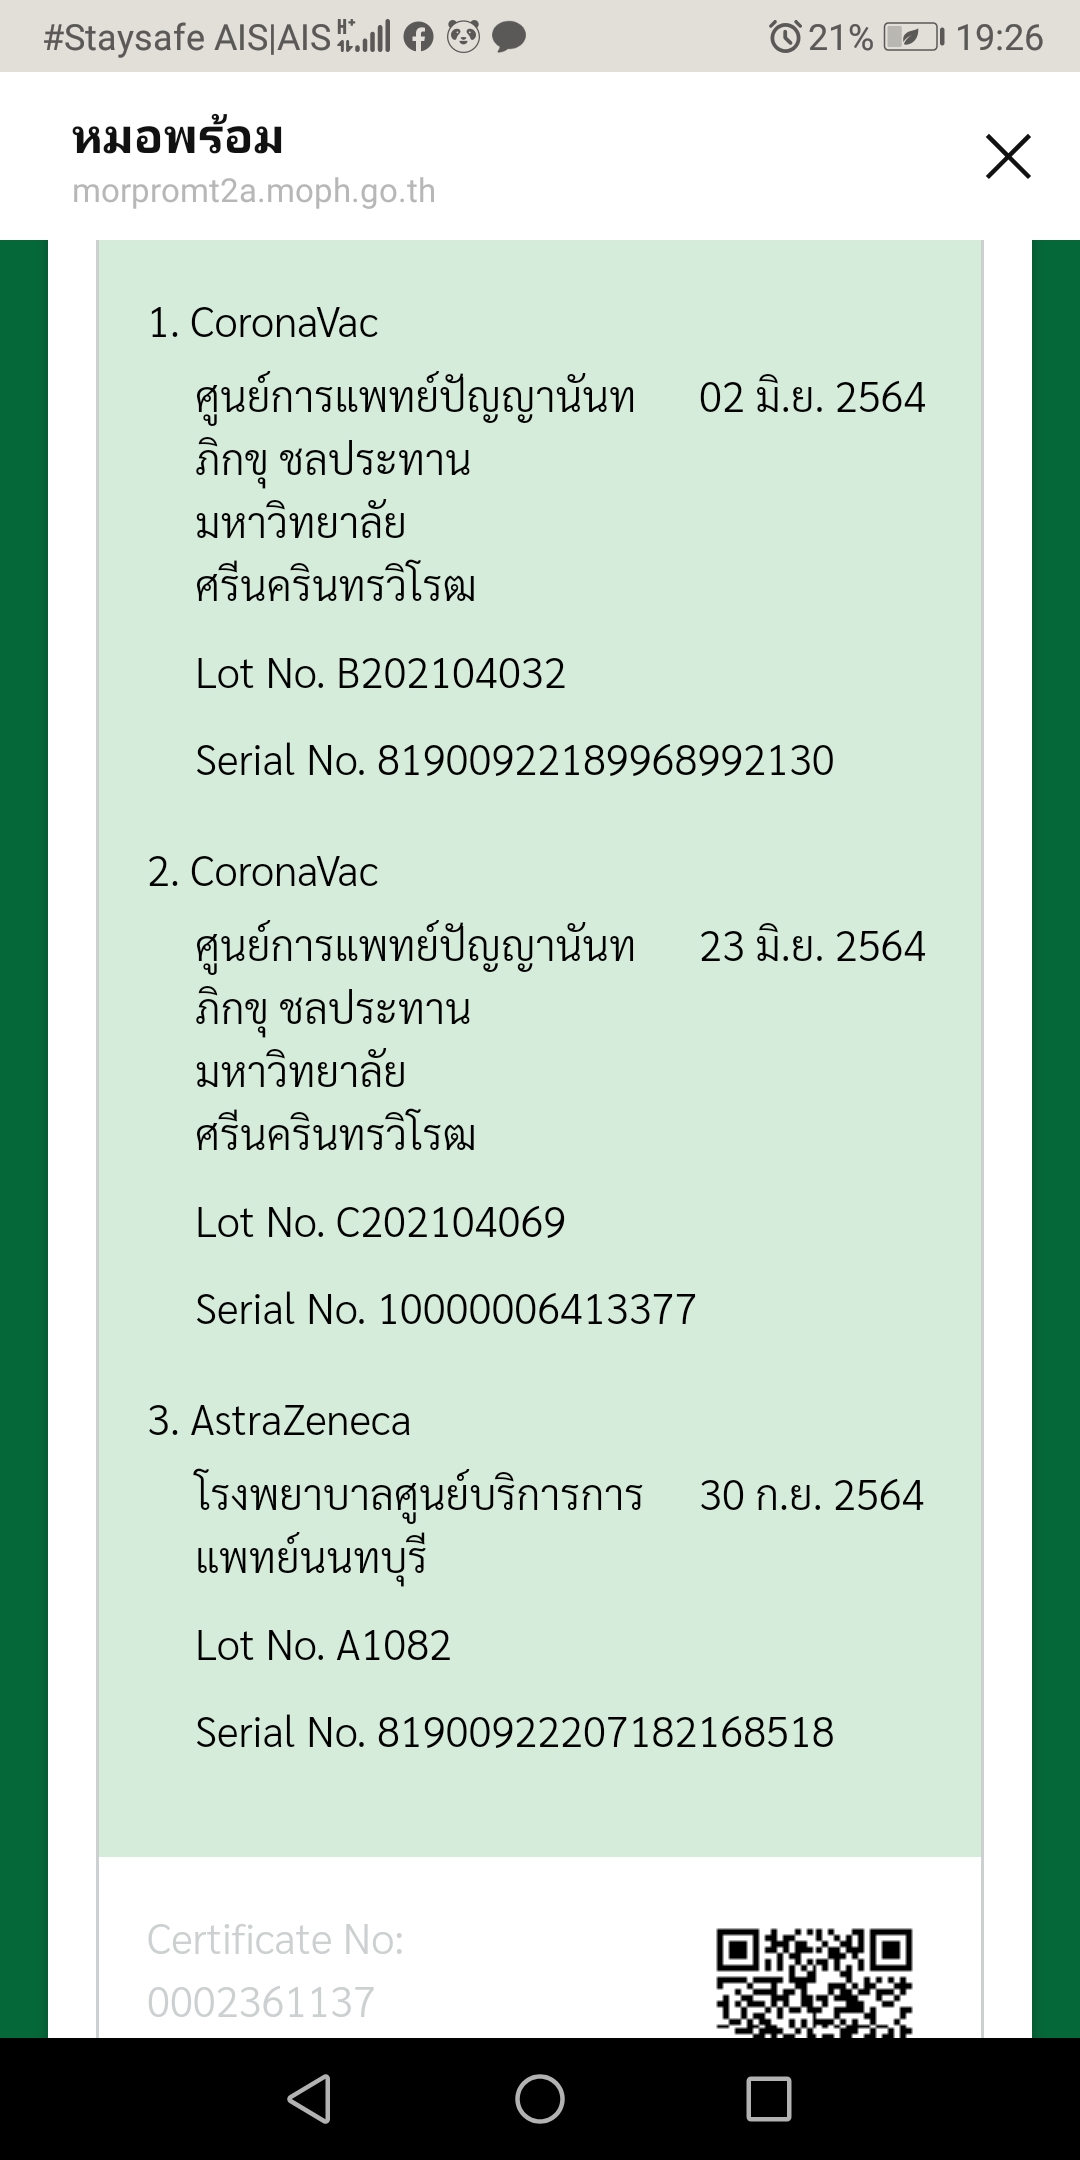 #Staysafe AIS|AIS H+ 21% 19:26
หมอพร้อม
morpromt2a.moph.go.th
1. CoronaVac
ศูนย์การแพทย์ปัญญานันท 02 มิ.ย. 2564
ภิกขุ ชลประทาน
มหาวิทยาลัย
ศรีนครินทรวิโรฒ
Lot No. B202104032
Serial No. 81900922189968992130
2. CoronaVac
ศูนย์การแพทย์ปัญญานันท 23 มิ.ย. 2564
ภิกขุ ชลประทาน
มหาวิทยาลัย
ศรีนครินทรวิโรฒ
Lot No. C202104069
Serial No. 10000006413377
3. AstraZeneca
โรงพยาบาลศูนย์บริการการ 30 ก.ย. 2564
แพทย์นนทบุรี
Lot No. A1082
Serial No. 81900922207182168518
Certificate No:
0002361137